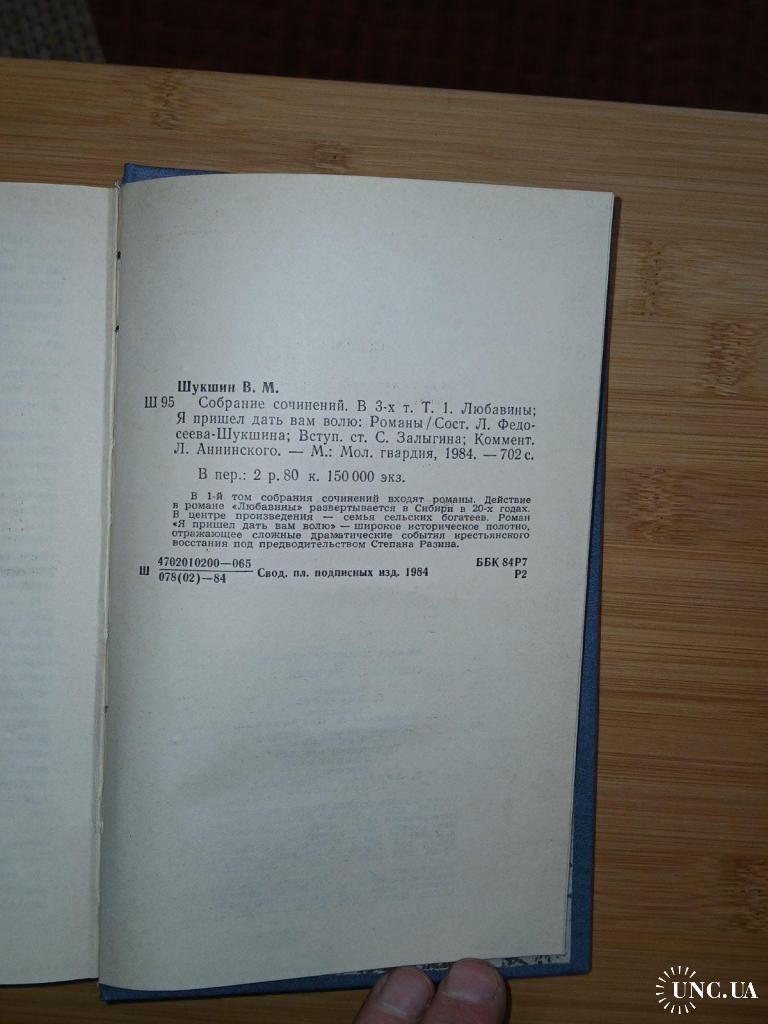 Шукшин В. М.
Ш 95 Собрание сочинений. В 3-х т. Т. 1. Любавины;
Я пришел дать вам волю: Романы/Сост. Л. Федо-
сеева-Шукшина; Вступ. ст. С. Залыгина; Коммент.
Л. Аннинского. — М.: Мол. гвардия, 1984. — 702 с.
В пер.: 2 р. 80 к. 150 000 экз.
В 1-й том собрания сочинений входят романы. Действие
в романе «Любавины» развертывается в Сибири в 20-х годах.
В центре произведения — семья сельских богатеев. Роман
«Я пришел дать вам волю» — широкое историческое полотно,
отражающее сложные драматические события крестьянского
восстания под предводительством Степана Разина.
Ш 4702010200—065
078(02)—84
Свод. пл. подписных изд. 1984
ББК 84Р7
Р2
UNC.UA